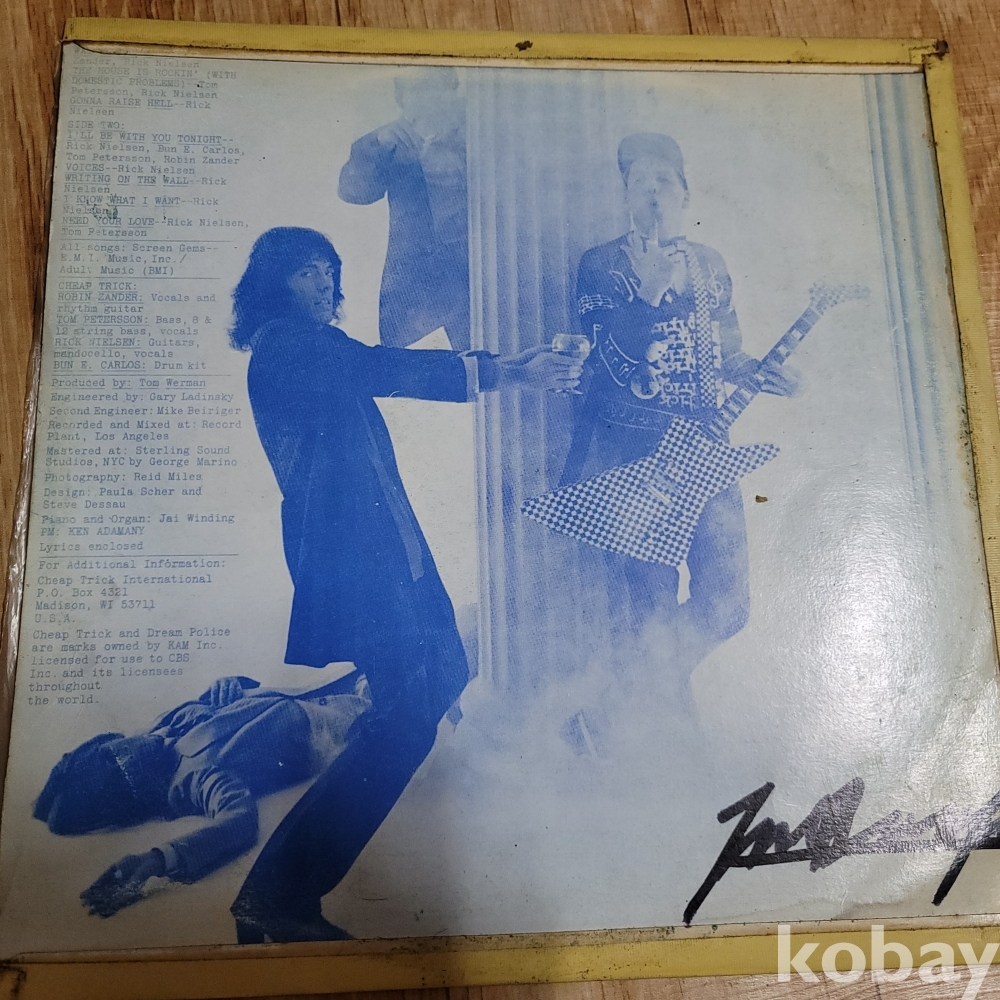 Zander, Rick Nielsen
THE HOUSE IS ROCKIN' (WITH
DOMESTIC PROBLEMS)--Tom
Petersson, Rick Nielsen
GONNA RAISE HELL--Rick
Nielsen
SIDE TWO:
I'LL BE WITH YOU TONIGHT--
Rick Nielsen, Bun E. Carlos,
Tom Petersson, Robin Zander
VOICES--Rick Nielsen
WRITING ON THE WALL--Rick
Nielsen
I KNOW WHAT I WANT--Rick
Nielsen
NEED YOUR LOVE--Rick Nielsen,
Tom Petersson
All songs: Screen Gems--
E.M.I. Music, Inc./
Adult Music (BMI)
CHEAP TRICK:
ROBIN ZANDER: Vocals and
rhythm guitar
TOM PETERSSON: Bass, 8 &
12 string bass, vocals
RICK NIELSEN: Guitars,
mandocello, vocals
BUN E. CARLOS: Drum kit
Produced by: Tom Werman
Engineered by: Gary Ladinsky
Second Engineer: Mike Beiriger
Recorded and Mixed at: Record
Plant, Los Angeles
Mastered at: Sterling Sound
Studios, NYC by George Marino
Photography: Reid Miles
Design: Paula Scher and
Steve Dessau
Piano and Organ: Jai Winding
PM: KEN ADAMANY
Lyrics enclosed
For Additional Information:
Cheap Trick International
P.O. Box 4321
Madison, WI 53711
U.S.A.
Cheap Trick and Dream Police
are marks owned by KAM Inc.
licensed for use to CBS
Inc. and its licensees
throughout
the world.
kobay